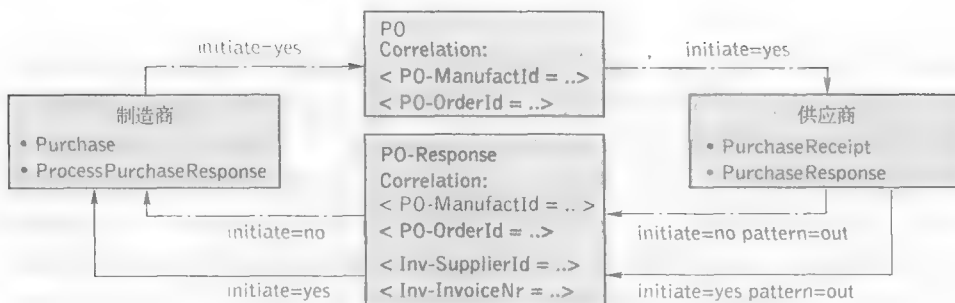 PO
Correlation:
< PO-ManufactId = ..>
< PO-OrderId = ..>
initiate=yes
initiate=yes
制造商
• Purchase
• ProcessPurchaseResponse
供应商
• PurchaseReceipt
• PurchaseResponse
PO-Response
Correlation:
< PO-ManufactId = .. >
< PO-OrderId = ..>
< Inv-SupplierId = ..>
< Inv-InvoiceNr = ..>
initiate=no
initiate=no pattern=out
initiate=yes
initiate=yes pattern=out